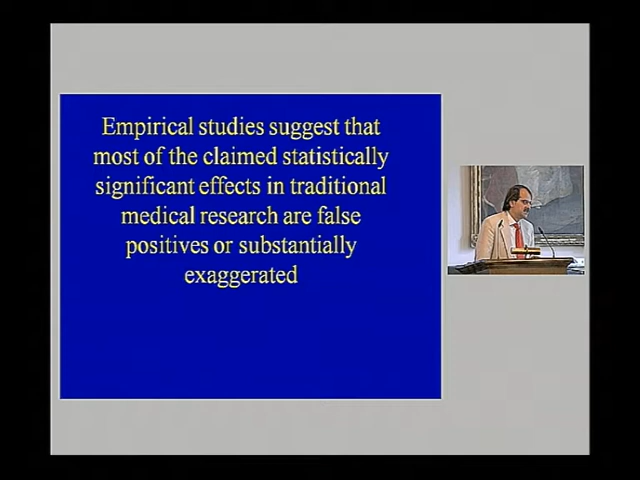 Empirical studies suggest that
most of the claimed statistically
significant effects in traditional
medical research are false
positives or substantially
exaggerated